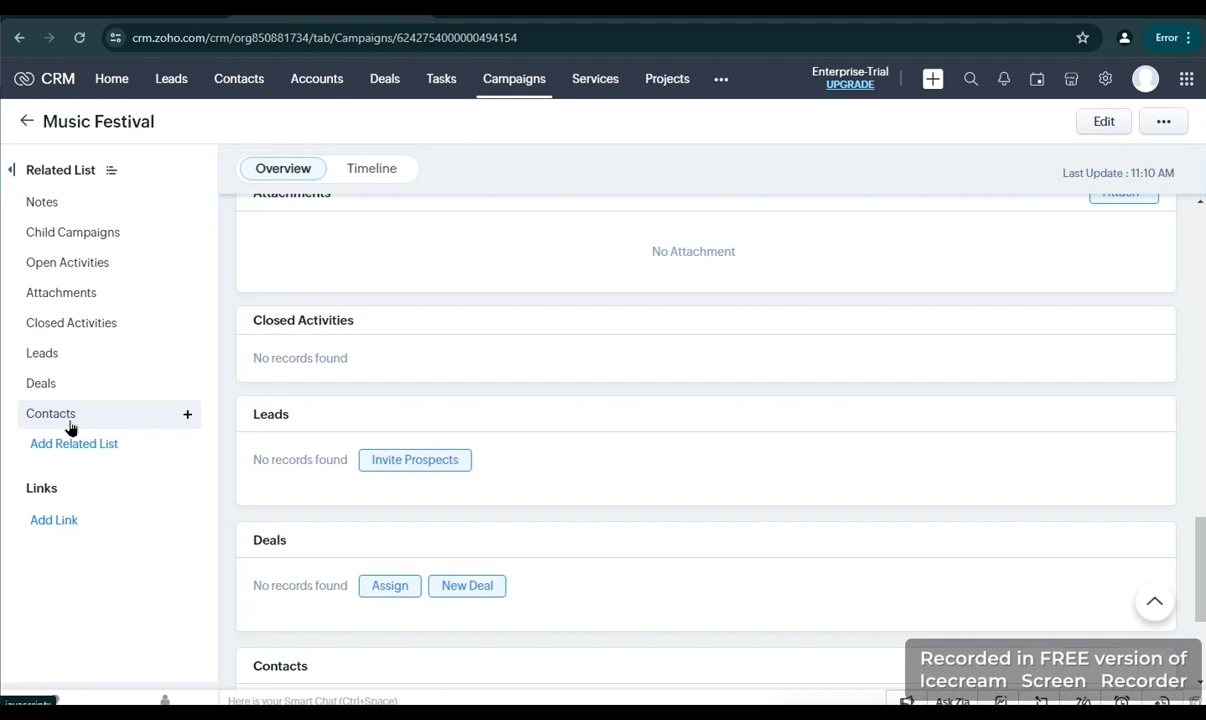 crm.zoho.com/crm/org850881734/tab/Campaigns/6242754000000494154
Error
CRM Home Leads Contacts Accounts Deals Tasks Campaigns Services Projects
Enterprise-Trial
UPGRADE
Music Festival
Edit
Related List
Overview Timeline
Last Update : 11:10 AM
Notes
Child Campaigns
Open Activities
Attachments
Closed Activities
Leads
Deals
Contacts
Add Related List
Links
Add Link
Attachments
Attach
No Attachment
Closed Activities
No records found
Leads
No records found Invite Prospects
Deals
No records found Assign New Deal
Contacts
Recorded in FREE version of
Icecream Screen Recorder
Here is your Smart Chat (Ctrl+Space)
Ask Zia